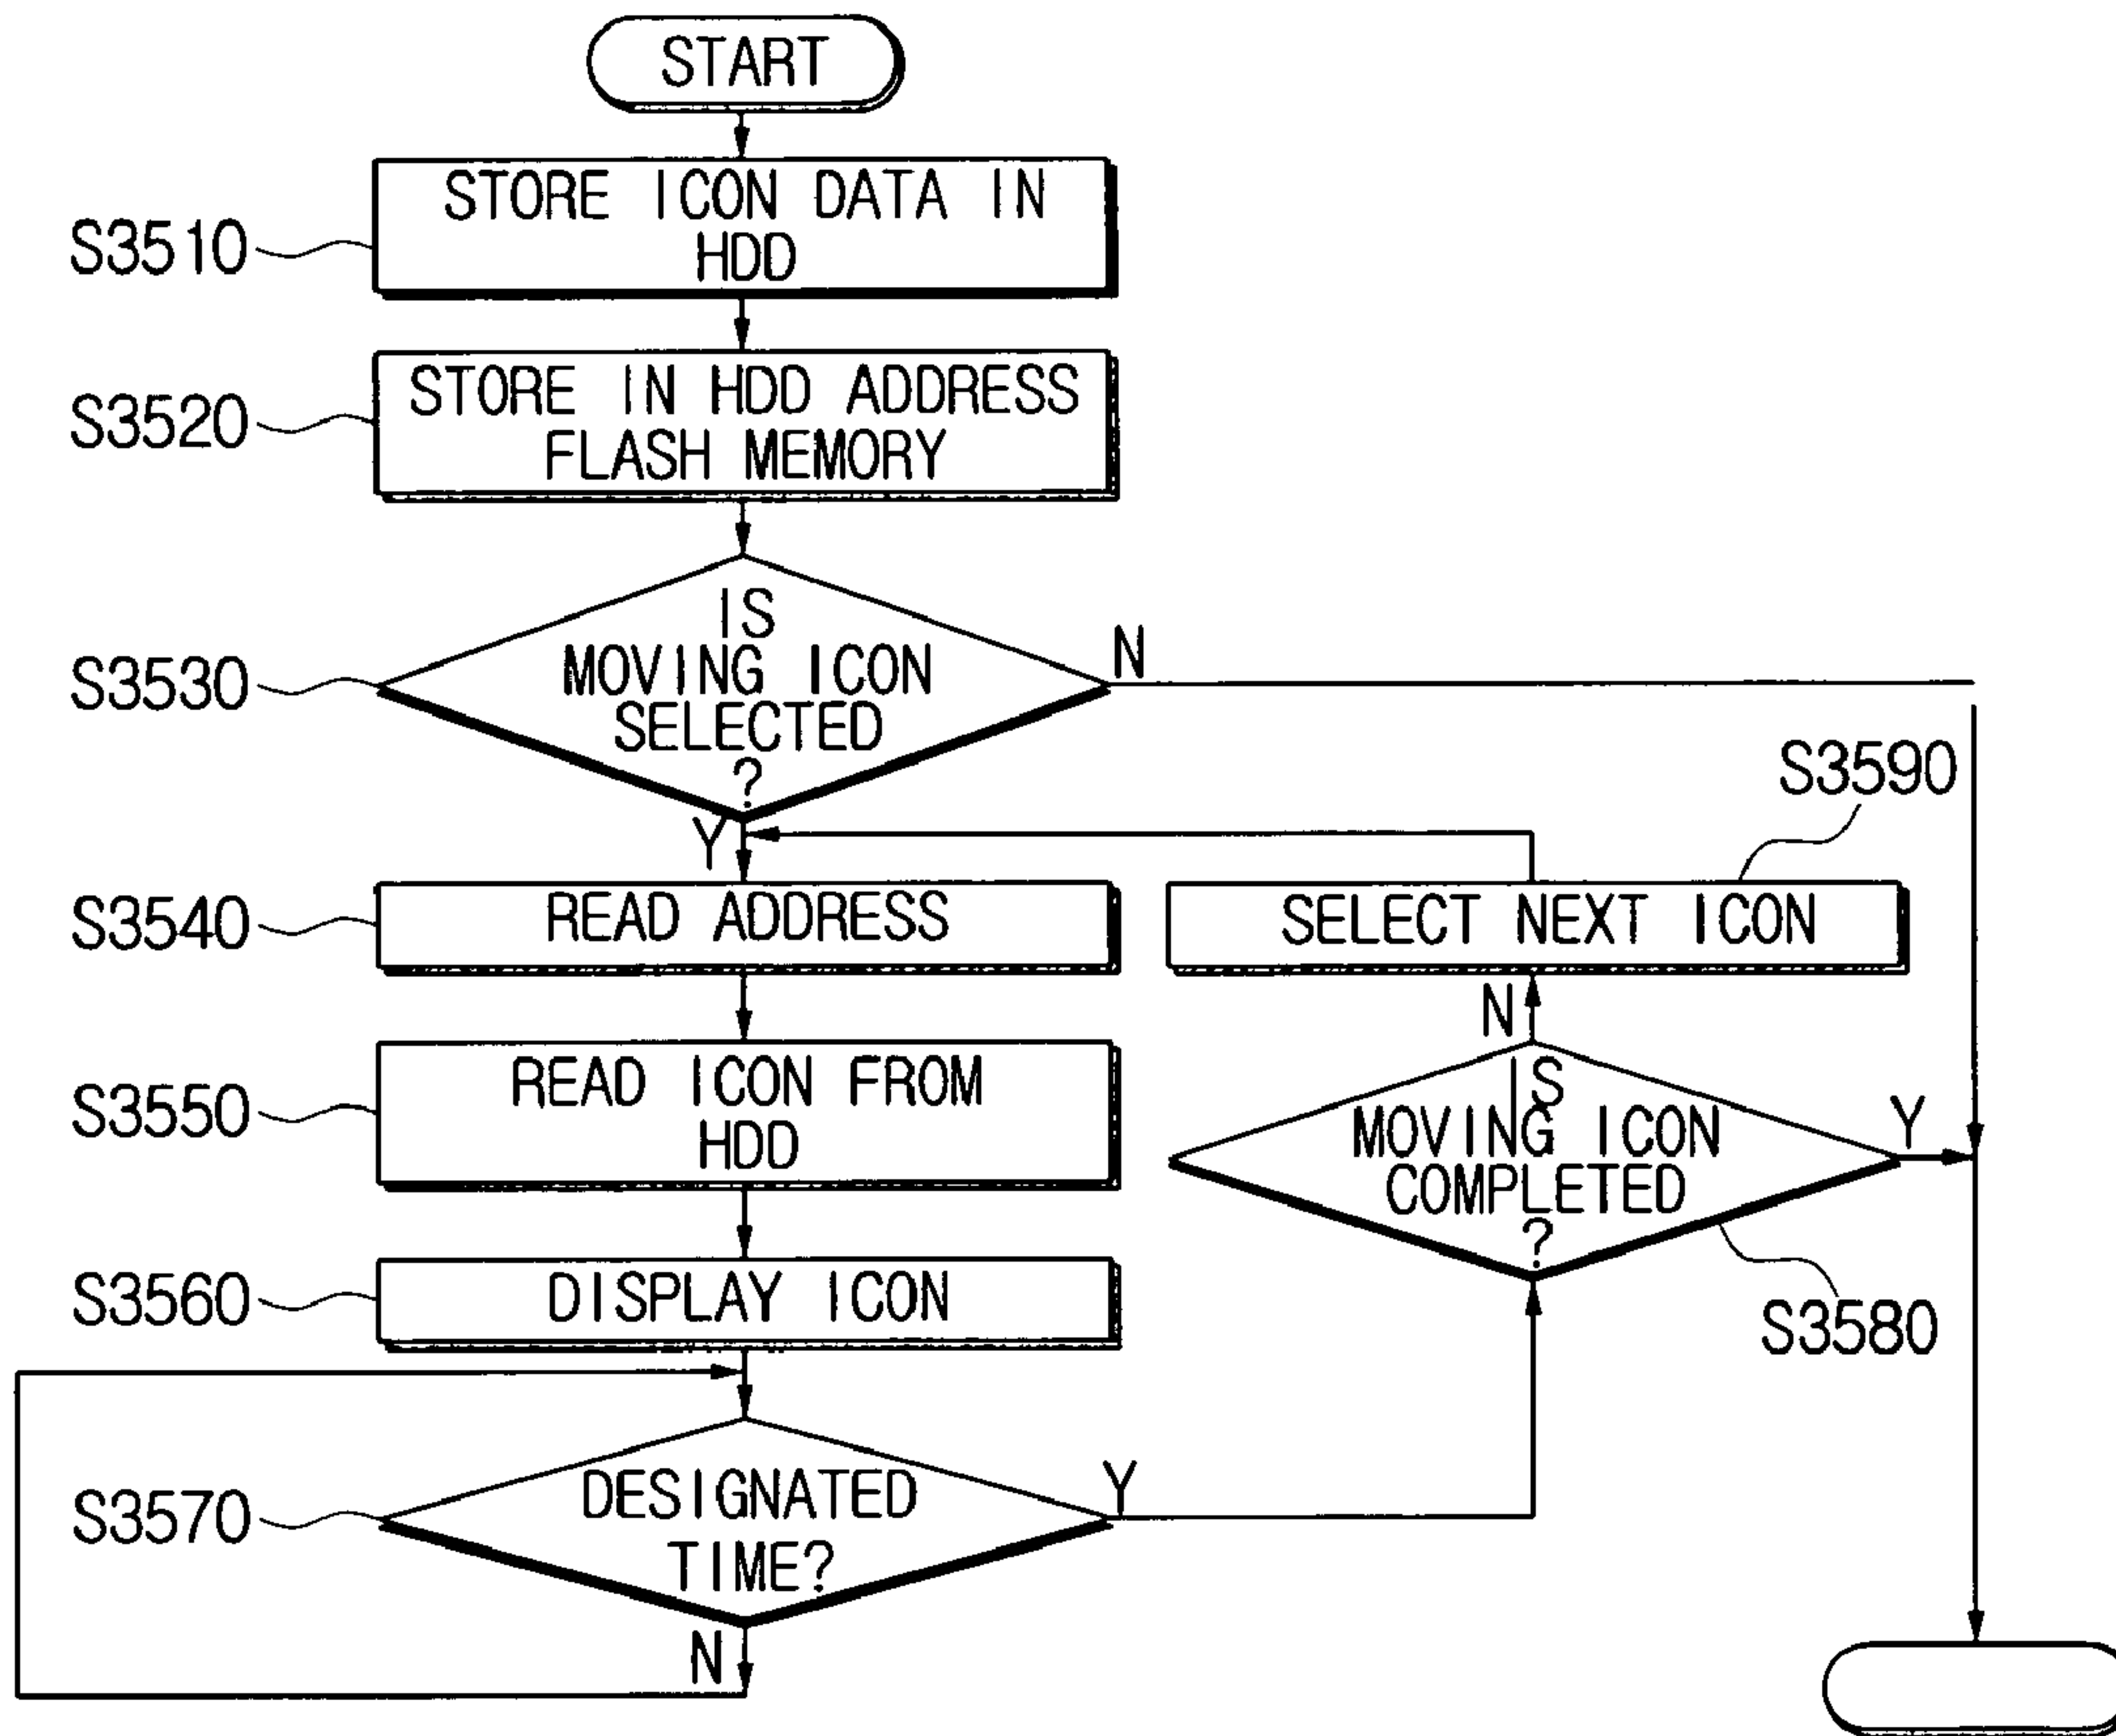 START
STORE ICON DATA IN
HDD
S3510
STORE IN HDD ADDRESS
FLASH MEMORY
S3520
IS
MOVING ICON
SELECTED
?
S3530
N
Y
S3590
READ ADDRESS
S3540
SELECT NEXT ICON
N
READ ICON FROM
HDD
S3550
IS
MOVING ICON
COMPLETED
?
Y
S3580
DISPLAY ICON
S3560
DESIGNATED
TIME?
S3570
Y
N